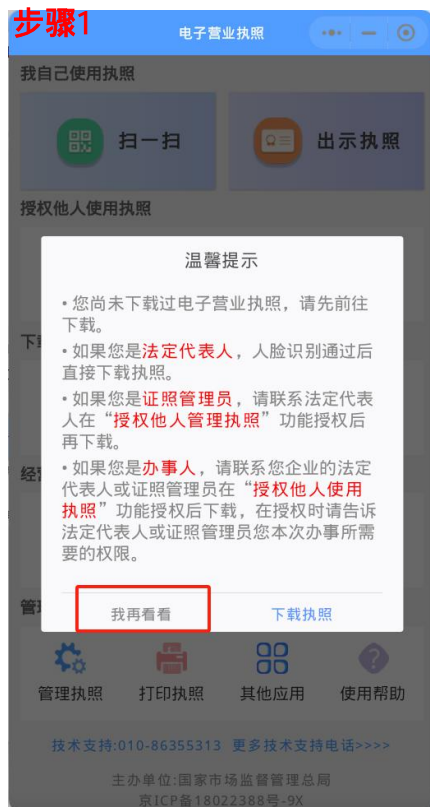 步骤1
电子营业执照
我自己使用执照
扫一扫
出示执照
授权他人使用执照
温馨提示
•您尚未下载过电子营业执照，请先前往
下载。
下
•如果您是法定代表人，人脸识别通过后
直接下载执照。
•如果您是证照管理员，请联系法定代表
人在“授权他人管理执照”功能授权后
再下载。
•如果您是办事人，请联系您企业的法定
经
代表人或证照管理员在“授权他人使用
执照”功能授权后下载，在授权时请告诉
法定代表人或证照管理员您本次办事所需
要的权限。
管
我再看看
下载执照
管理执照
打印执照
其他应用
使用帮助
技术支持:010-86355313 更多技术支持电话>>>>
主办单位:国家市场监督管理总局
京ICP备18022388号-9X